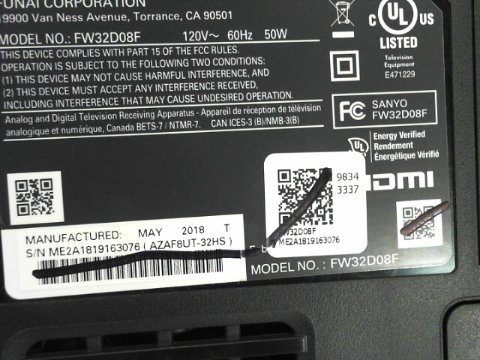 FUNAI CORPORATION
19900 Van Ness Avenue, Torrance, CA 90501
MODEL NO.: FW32D08F 120V~ 60Hz 50W
THIS DEVICE COMPLIES WITH PART 15 OF THE FCC RULES.
OPERATION IS SUBJECT TO THE FOLLOWING TWO CONDITIONS:
(1) THIS DEVICE MAY NOT CAUSE HARMFUL INTERFERENCE, AND
(2) THIS DEVICE MUST ACCEPT ANY INTERFERENCE RECEIVED,
INCLUDING INTERFERENCE THAT MAY CAUSE UNDESIRED OPERATION.
Analog and Digital Television Receiving Apparatus - Appareil de réception de télévision
analogique et numérique, Canada BETS-7 / NTMR-7. CAN ICES-3 (B)/NMB-3(B)
C UL US
LISTED
Television
Equipment
E471229
FC SANYO
FW32D08F
UL
Energy Verified
Rendement
Énergétique Vérifié
HDMI
9834
3337
FW32D08F
ME2A1819163076
MANUFACTURED: MAY 2018 T
S/N ME2A1819163076 ( AZAF8UT-32HS )
MODEL NO. : FW32D08F